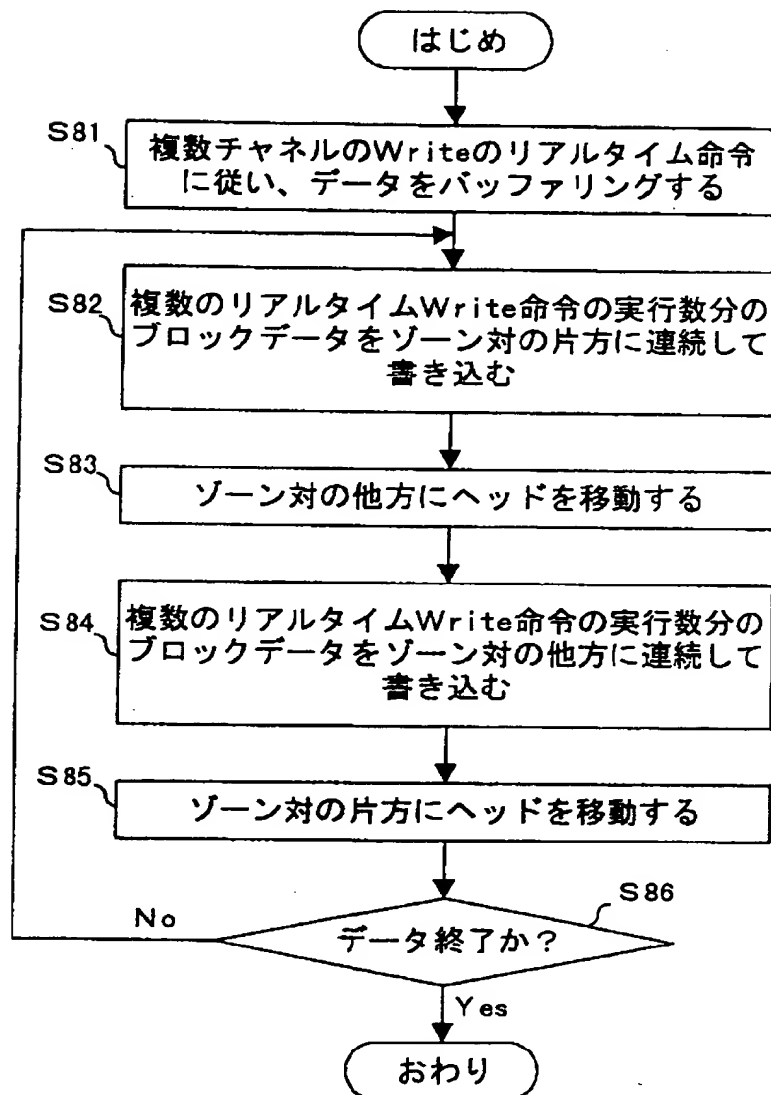 はじめ
S81
複数チャネルのWriteのリアルタイム命令
に従い、データをバッファリングする
S82
複数のリアルタイムWrite命令の実行数分の
ブロックデータをゾーン対の片方に連続して
書き込む
S83
ゾーン対の他方にヘッドを移動する
S84
複数のリアルタイムWrite命令の実行数分の
ブロックデータをゾーン対の他方に連続して
書き込む
S85
ゾーン対の片方にヘッドを移動する
S86
No
データ終了か？
Yes
おわり